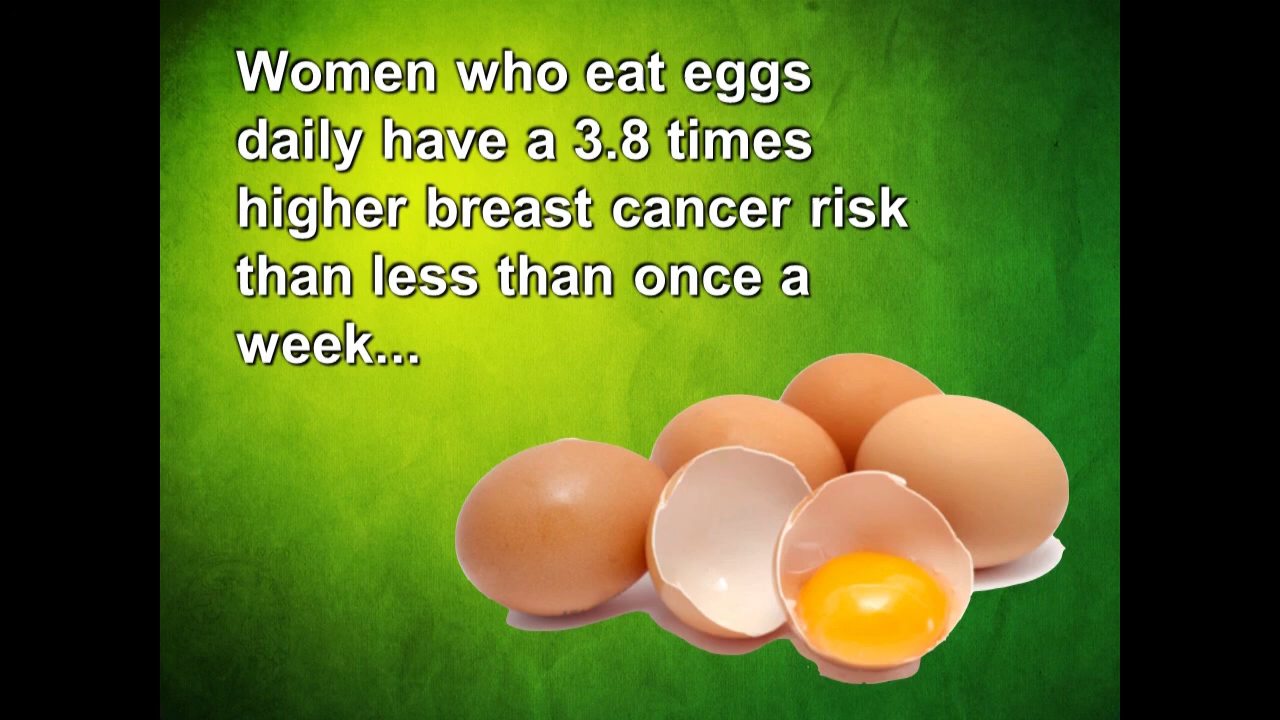 Women who eat eggs
daily have a 3.8 times
higher breast cancer risk
than less than once a
week...